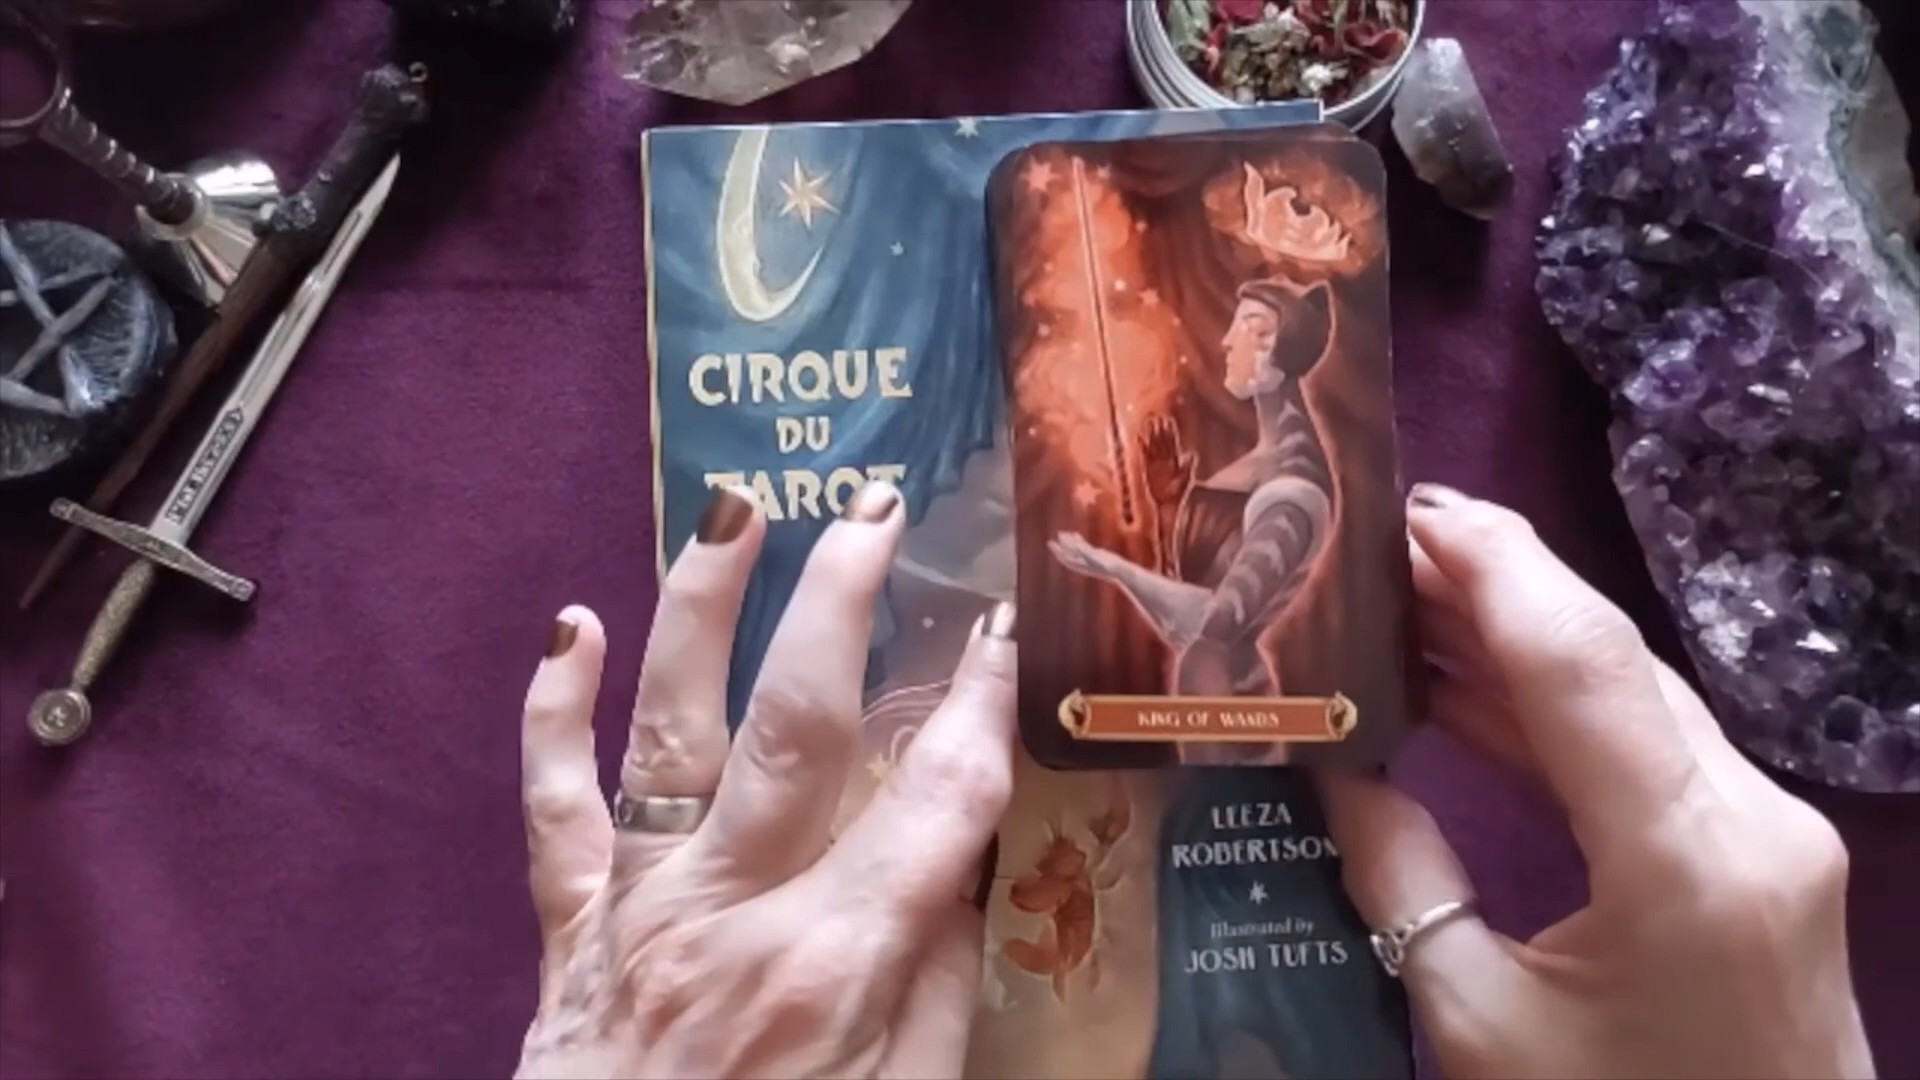 CIRQUE
DU
TAROT
KING OF WANDS
LEEZA
ROBERTSON
Illustrated by
JOSH TUFTS